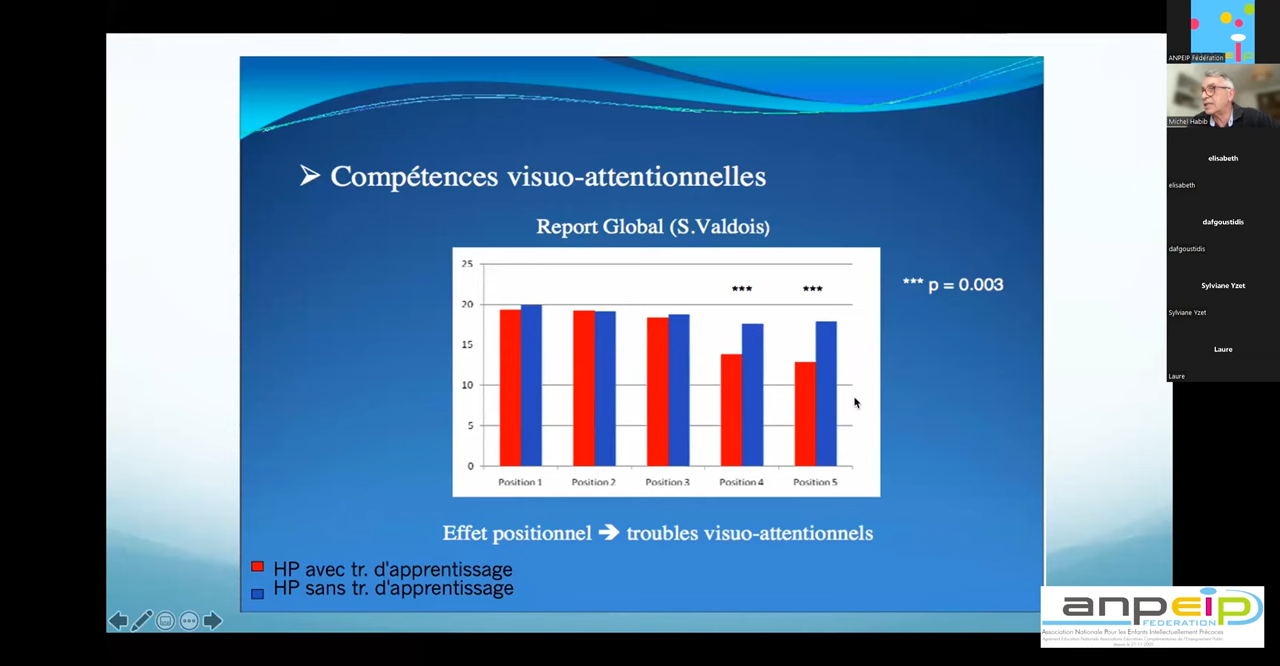 Compétences visuo-attentionnelles
Report Global (S.Valdois)
25
20
15
10
5
0
*** ***
Position 1 Position 2 Position 3 Position 4 Position 5
*** p = 0.003
Effet positionnel ➔ troubles visuo-attentionnels
HP avec tr. d'apprentissage
HP sans tr. d'apprentissage
ANPEIP Fédération
Michel Habib
elisabeth
elisabeth
dafgoustidis
dafgoustidis
Sylviane Yzet
Sylviane Yzet
Laure
Laure
anpeip
FEDERATION
Association Nationale Pour les Enfants Intellectuellement Précoces